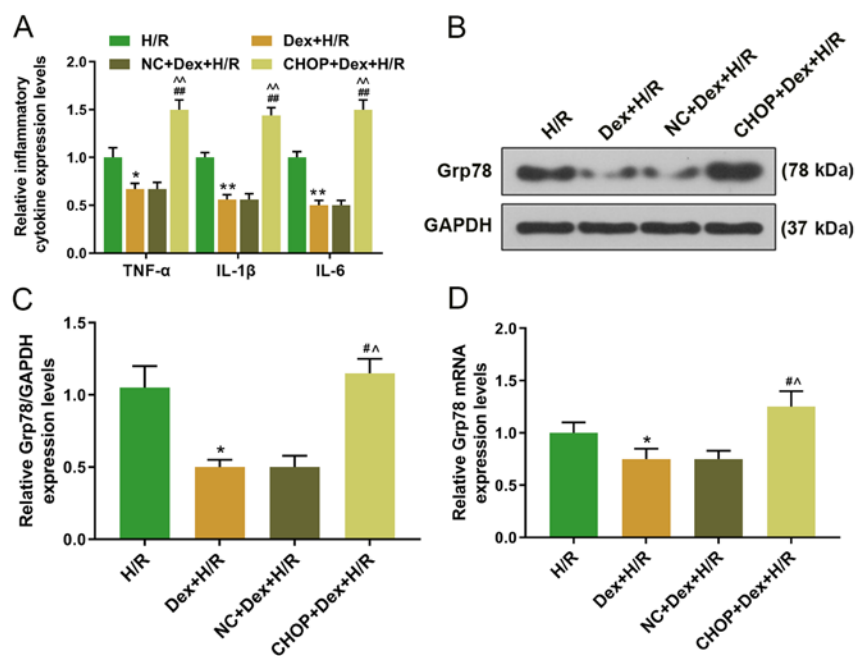 A
H/R
Dex+H/R
NC+Dex+H/R
CHOP+Dex+H/R
Relative inflammatory
cytokine expression levels
2.0
1.5
1.0
0.5
0.0
*
^^
##
**
^^
##
**
^^
##
TNF-α
IL-1β
IL-6
B
H/R
Dex+H/R
NC+Dex+H/R
CHOP+Dex+H/R
Grp78
(78 kDa)
GAPDH
(37 kDa)
C
Relative Grp78/GAPDH
expression levels
1.5
1.0
0.5
0.0
*
#^
H/R
Dex+H/R
NC+Dex+H/R
CHOP+Dex+H/R
D
Relative Grp78 mRNA
expression levels
2.0
1.5
1.0
0.5
0.0
*
#^
H/R
Dex+H/R
NC+Dex+H/R
CHOP+Dex+H/R